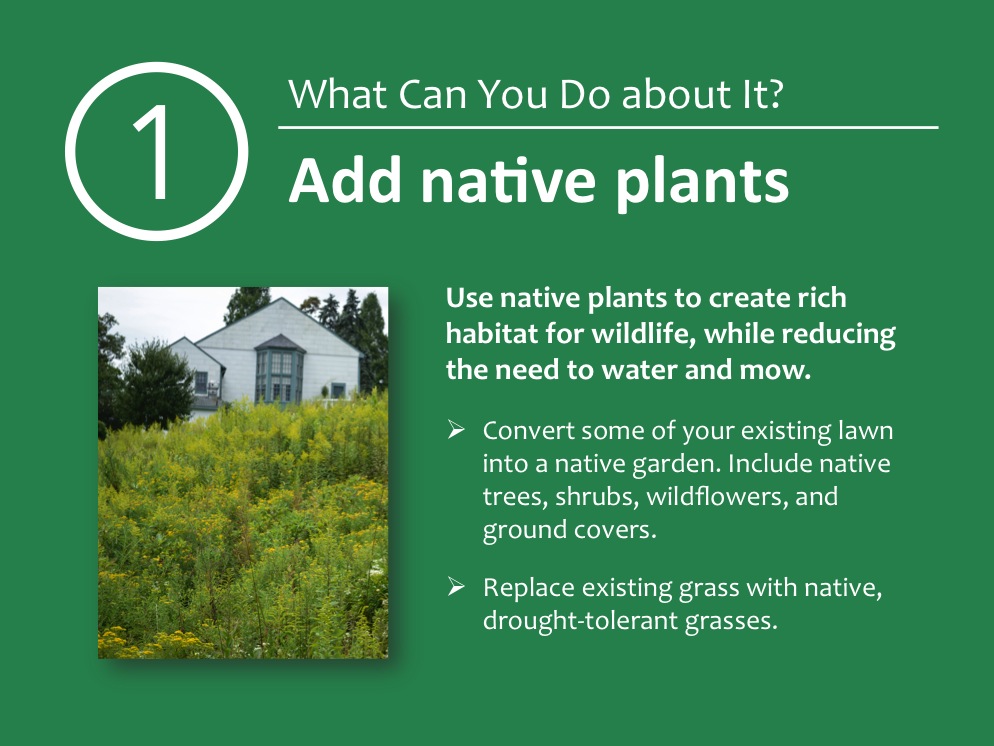 1
What Can You Do about It?
Add native plants
Use native plants to create rich
habitat for wildlife, while reducing
the need to water and mow.
➢ Convert some of your existing lawn
into a native garden. Include native
trees, shrubs, wildflowers, and
ground covers.
➢ Replace existing grass with native,
drought-tolerant grasses.